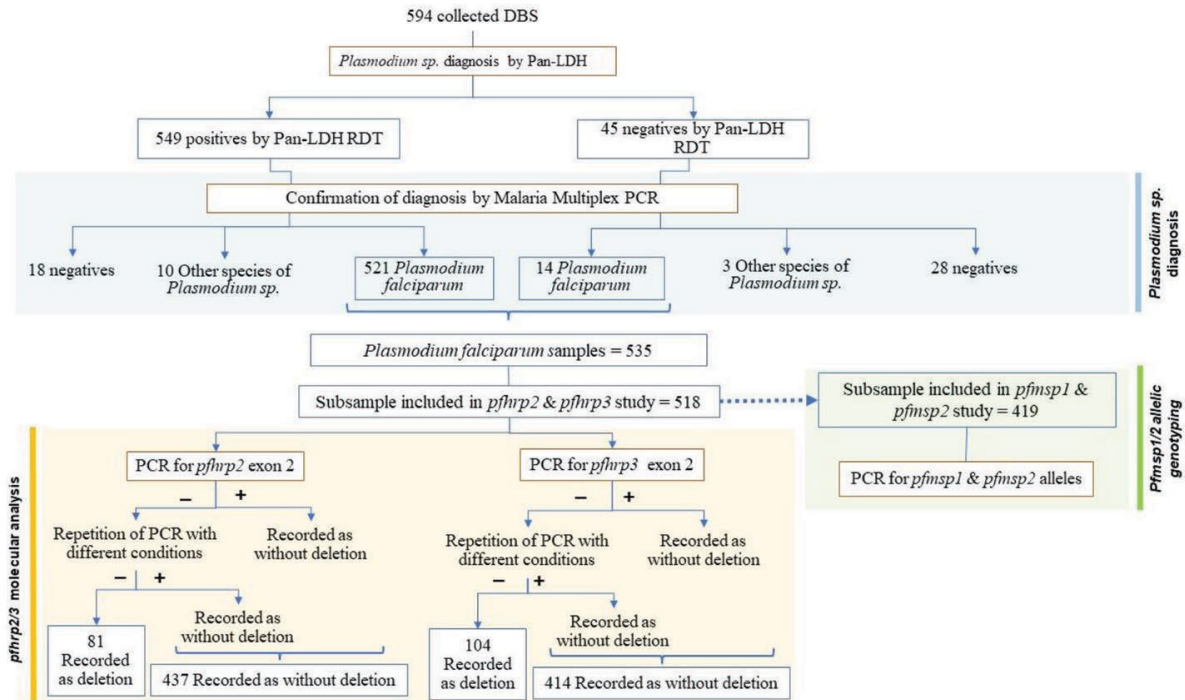 594 collected DBS
Plasmodium sp. diagnosis by Pan-LDH
549 positives by Pan-LDH RDT
45 negatives by Pan-LDH
RDT
Confirmation of diagnosis by Malaria Multiplex PCR
18 negatives
10 Other species of
Plasmodium sp.
521 Plasmodium
falciparum
14 Plasmodium
falciparum
3 Other species of
Plasmodium sp.
28 negatives
Plasmodium sp.
diagnosis
Plasmodium falciparum samples = 535
Subsample included in pfhrp2 & pfhrp3 study = 518
Subsample included in pfmsp1 &
pfmsp2 study = 419
PCR for pfmsp1 & pfmsp2 alleles
Pfmsp1/2 allelic
genotyping
PCR for pfhrp2 exon 2
– +
Repetition of PCR with
different conditions
Recorded as
without deletion
– +
Recorded as
without deletion
81
Recorded
as deletion
437 Recorded as without deletion
PCR for pfhrp3 exon 2
– +
Repetition of PCR with
different conditions
Recorded as
without deletion
– +
Recorded as
without deletion
104
Recorded
as deletion
414 Recorded as without deletion
pfhrp2/3 molecular analysis